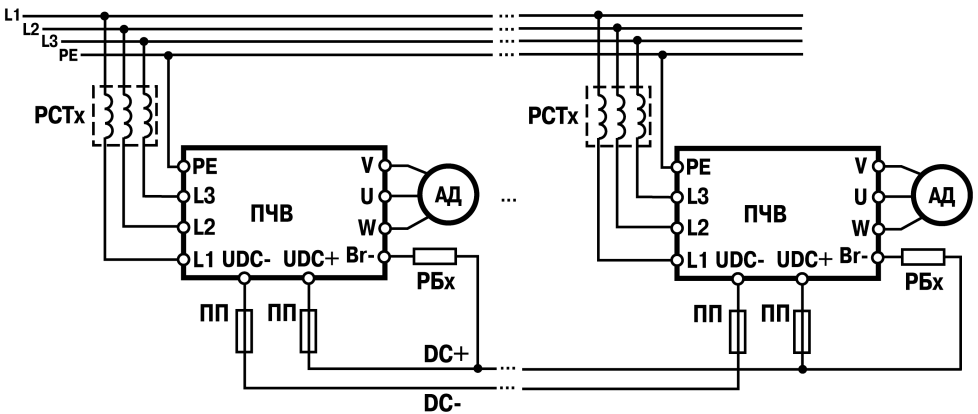 L1
L2
L3
PE
РСТх
РСТх
PE
V
L3
U
АД
ПЧВ
L2
W
L1 UDC- UDC+ Br-
РБх
ПП
ПП
...
PE
V
L3
U
АД
ПЧВ
L2
W
L1 UDC- UDC+ Br-
РБх
ПП
ПП
DC+
DC-